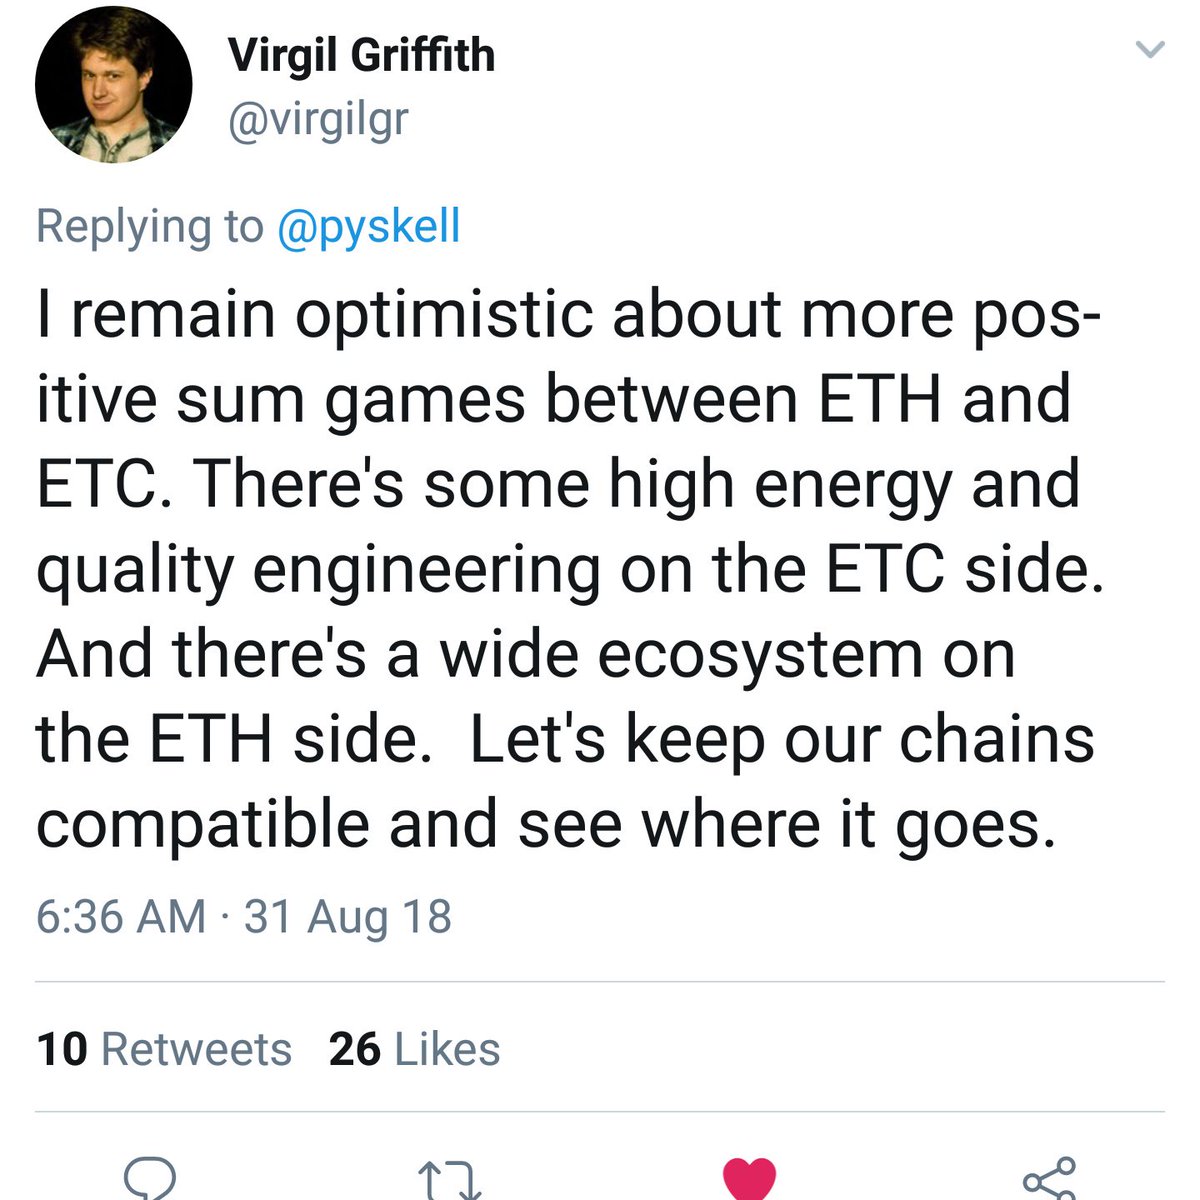 Virgil Griffith
@virgilgr
Replying to @pyskell
I remain optimistic about more pos-
itive sum games between ETH and
ETC. There's some high energy and
quality engineering on the ETC side.
And there's a wide ecosystem on
the ETH side.  Let's keep our chains
compatible and see where it goes.
6:36 AM · 31 Aug 18
10 Retweets 26 Likes